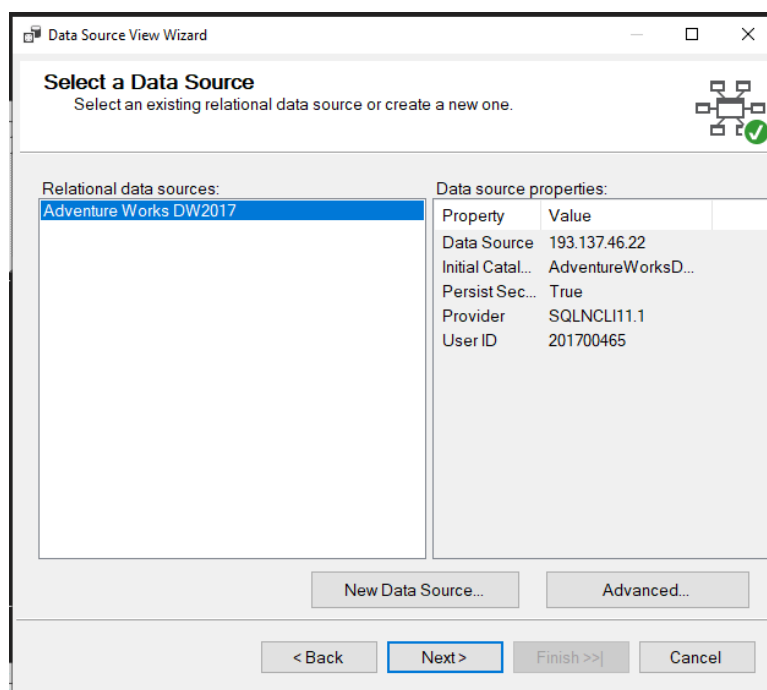 Data Source View Wizard
Select a Data Source
Select an existing relational data source or create a new one.
Relational data sources:
Adventure Works DW2017
Data source properties:
Property Value
Data Source 193.137.46.22
Initial Catal... AdventureWorksD...
Persist Sec... True
Provider SQLNCLI11.1
User ID 201700465
New Data Source...
Advanced...
< Back
Next >
Finish >>|
Cancel